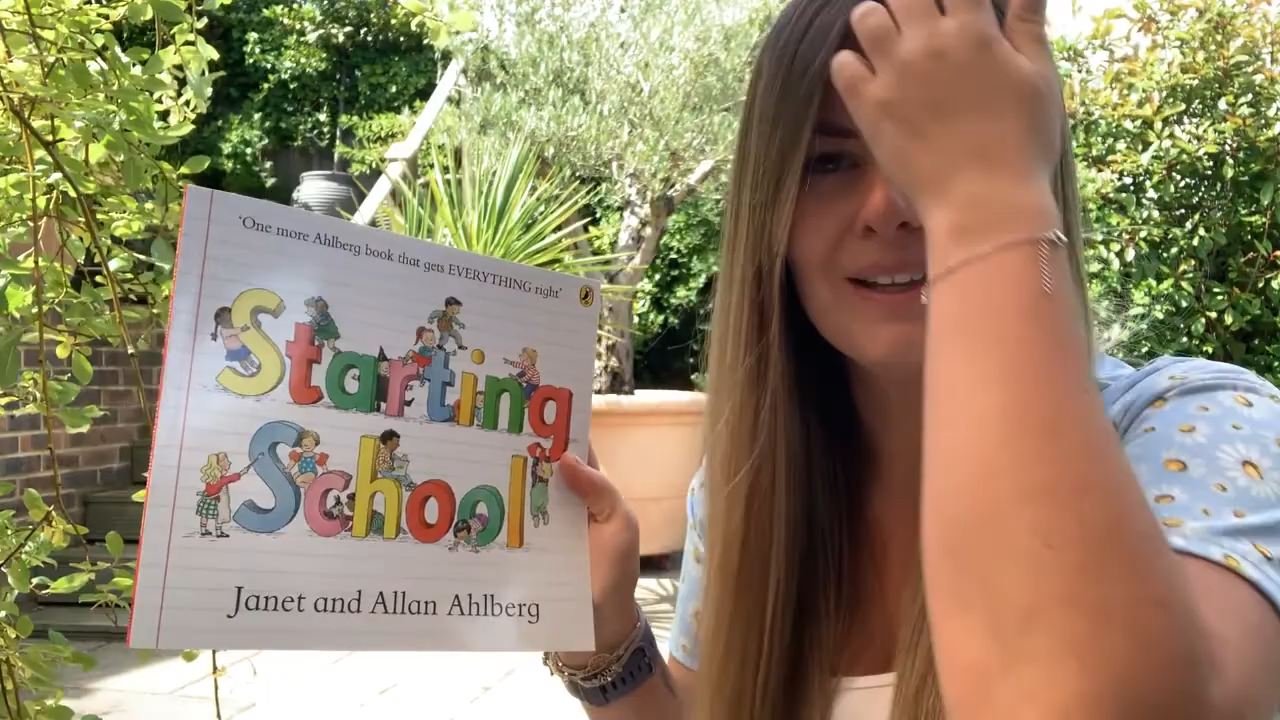 'One more Ahlberg book that gets EVERYTHING right'
Starting
School
Janet and Allan Ahlberg